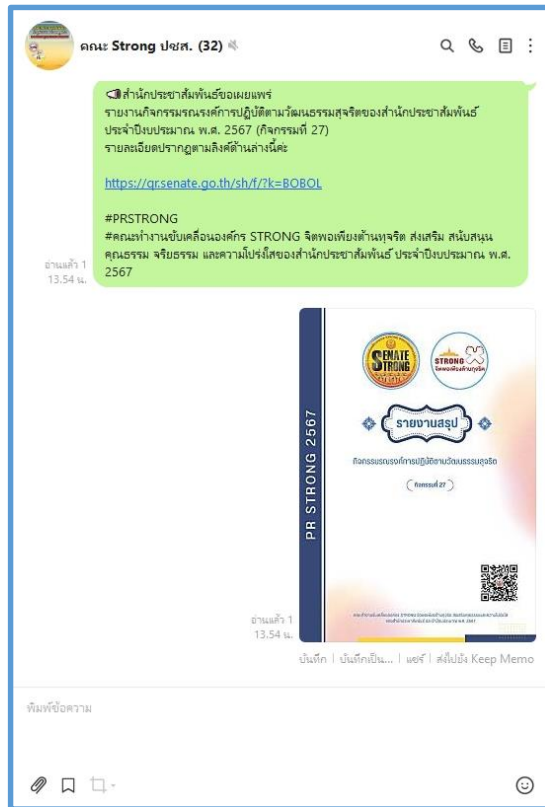 คณะ Strong ปชส. (32)
สำนักประชาสัมพันธ์ขอเผยแพร่
รายงานกิจกรรมรณรงค์การปฏิบัติตามวัฒนธรรมสุจริตของสำนักประชาสัมพันธ์
ประจำปีงบประมาณ พ.ศ. 2567 (กิจกรรมที่ 27)
รายละเอียดปรากฏตามลิงค์ด้านล่างนี้ค่ะ
https://qr.senate.go.th/sh/f/?k=BOBOL
#PRSTRONG
#คณะทำงานขับเคลื่อนองค์กร STRONG จิตพอเพียงต้านทุจริต ส่งเสริม สนับสนุน
คุณธรรม จริยธรรม และความโปร่งใสของสำนักประชาสัมพันธ์ ประจำปีงบประมาณ พ.ศ.
2567
อ่านแล้ว 1
13.54 น.
SENATE
STRONG
STRONG
จิตพอเพียงต้านทุจริต
PR STRONG 2567
รายงานสรุป
กิจกรรมรณรงค์การปฏิบัติตามวัฒนธรรมสุจริต
(กิจกรรมที่ 27)
อ่านแล้ว 1
13.54 น.
บันทึก | บันทึกเป็น... | แชร์ | ส่งไปยัง Keep Memo
พิมพ์ข้อความ